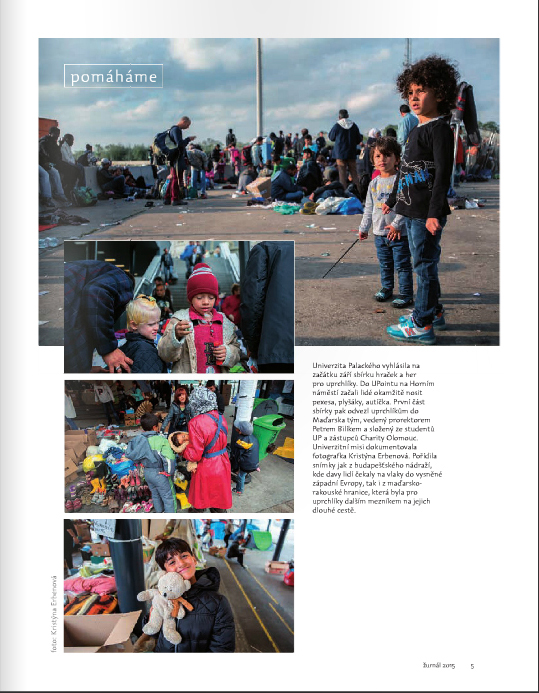 pomáháme
Univerzita Palackého vyhlásila na
začátku září sbírku hraček a her
pro uprchlíky. Do UPointu na Horním
náměstí začali lidé okamžitě nosit
pexesa, plyšáky, autíčka. První část
sbírky pak odvezl uprchlíkům do
Maďarska tým, vedený prorektorem
Petrem Bilíkem a složený ze studentů
UP a zástupců Charity Olomouc.
Univerzitní misi dokumentovala
fotografka Kristýna Erbenová. Pořídila
snímky jak z budapešťského nádraží,
kde davy lidí čekaly na vlaky do vysněné
západní Evropy, tak i z maďarsko-
rakouské hranice, která byla pro
uprchlíky dalším mezníkem na jejich
dlouhé cestě.
foto: Kristýna Erbenová
žurnál 2015 5